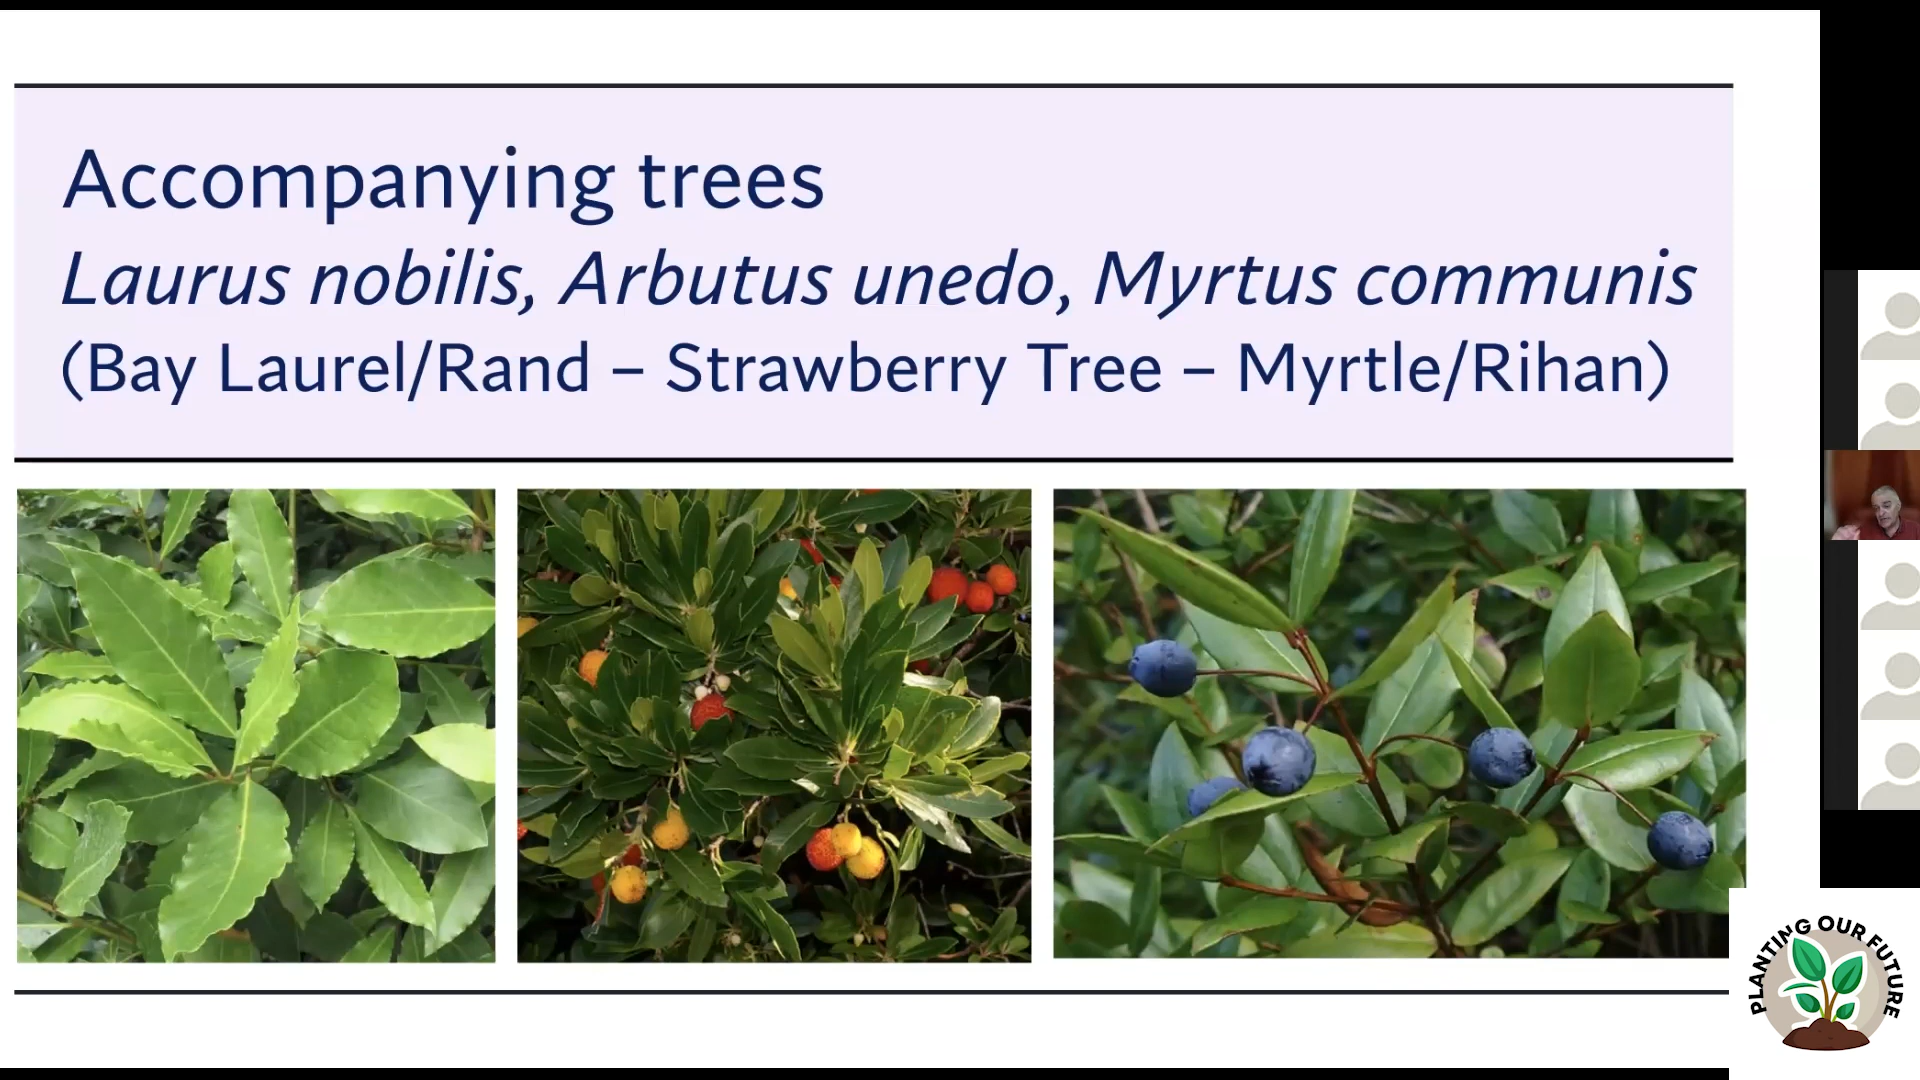 Accompanying trees
Laurus nobilis, Arbutus unedo, Myrtus communis
(Bay Laurel/Rand – Strawberry Tree – Myrtle/Rihan)
PLANTING OUR FUTURE